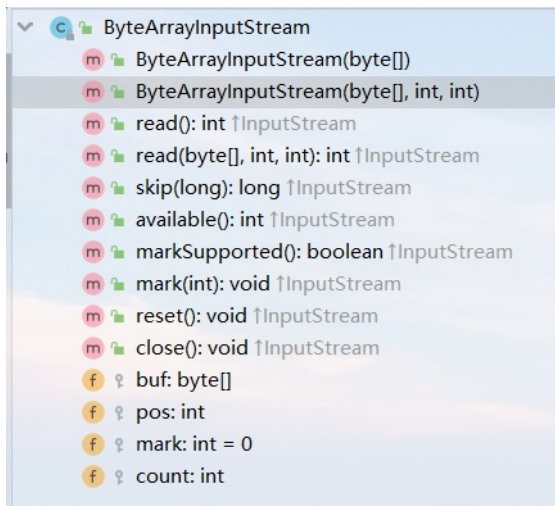 ByteArrayInputStream
ByteArrayInputStream(byte[])
ByteArrayInputStream(byte[], int, int)
read(): int ↑InputStream
read(byte[], int, int): int ↑InputStream
skip(long): long ↑InputStream
available(): int ↑InputStream
markSupported(): boolean ↑InputStream
mark(int): void ↑InputStream
reset(): void ↑InputStream
close(): void ↑InputStream
buf: byte[]
pos: int
mark: int = 0
count: int